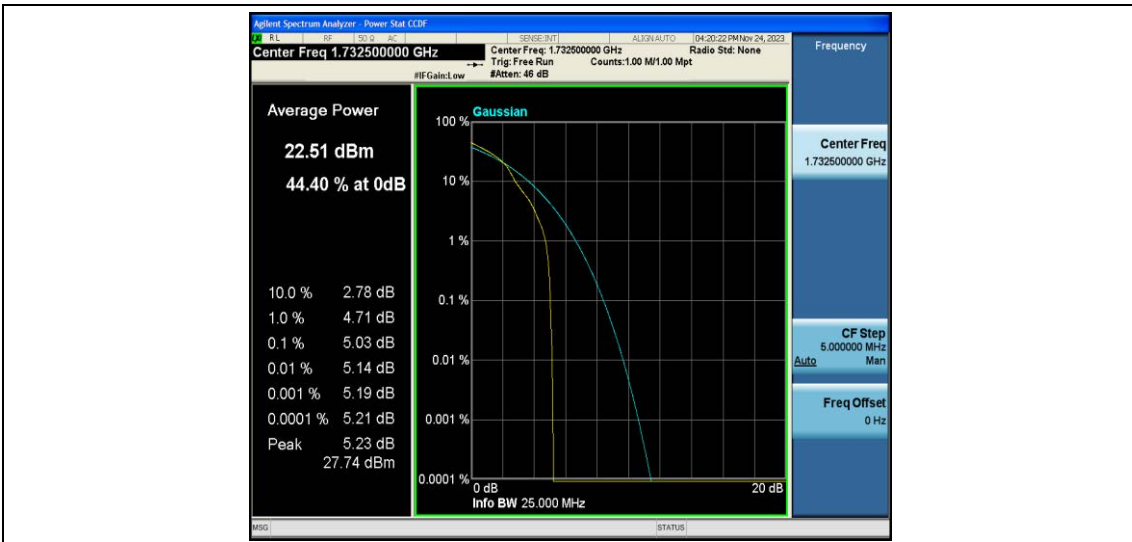 Agilent Spectrum Analyzer - Power Stat CCDF
RL RF 50 Ω AC SENSE:INT ALIGNAUTO 04:20:22 PM Nov 24, 2023
Center Freq 1.732500000 GHz
Center Freq: 1.732500000 GHz Radio Std: None
Trig: Free Run Counts:1.00 M/1.00 Mpt
#IFGain:Low #Atten: 46 dB
Frequency
Average Power
22.51 dBm
44.40 % at 0dB
10.0 % 2.78 dB
1.0 % 4.71 dB
0.1 % 5.03 dB
0.01 % 5.14 dB
0.001 % 5.19 dB
0.0001 % 5.21 dB
Peak 5.23 dB
27.74 dBm
Gaussian
100 %
10 %
1 %
0.1 %
0.01 %
0.001 %
0.0001 %
0 dB 20 dB
Info BW 25.000 MHz
Center Freq
1.732500000 GHz
CF Step
5.000000 MHz
Auto Man
Freq Offset
0 Hz
MSG STATUS